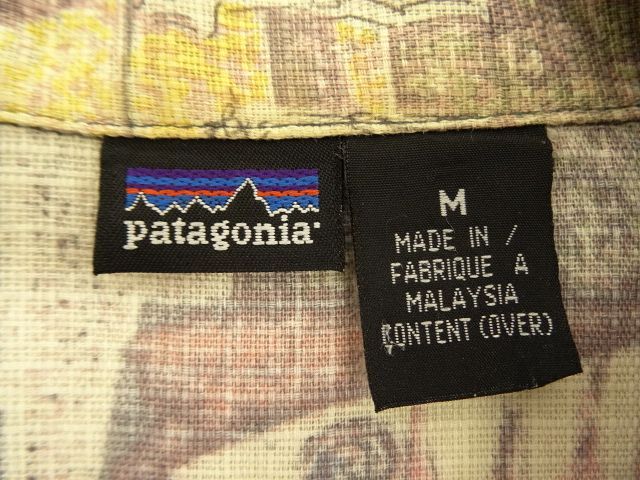 patagonia
M
MADE IN /
FABRIQUE A
MALAYSIA
CONTENT (OVER)